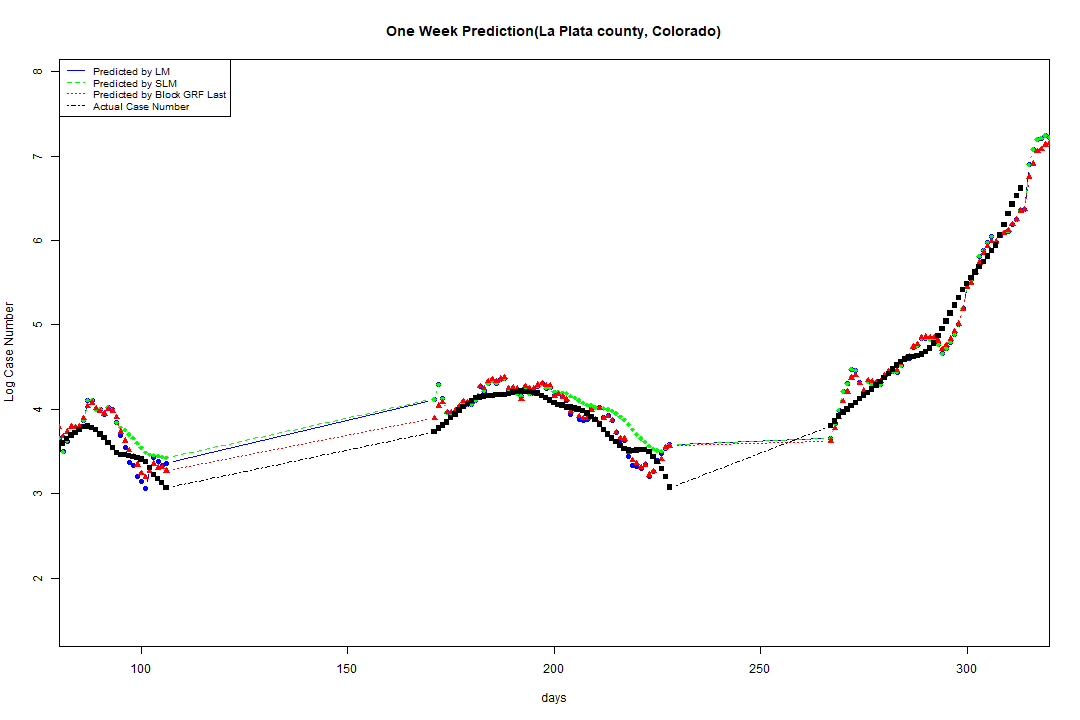 One Week Prediction(La Plata county, Colorado)
Predicted by LM
Predicted by SLM
Predicted by Block GRF Last
Actual Case Number
8
7
6
5
4
3
2
Log Case Number
100 150 200 250 300
days